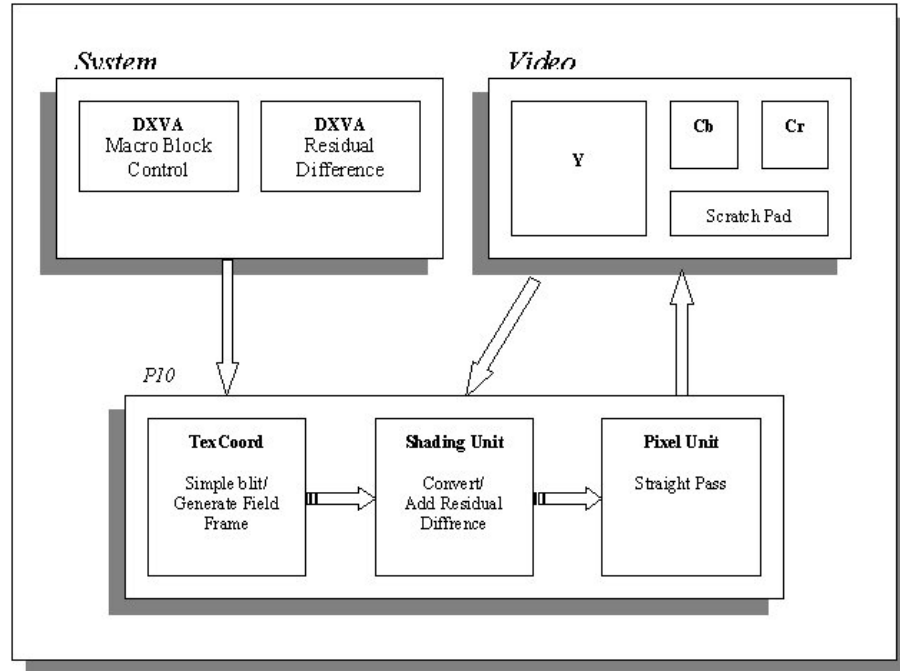 System
Video
DXVA
Macro Block
Control
DXVA
Residual
Difference
Y
Cb
Cr
Scratch Pad
P10
TexCoord
Simple blit/
Generate Field
Frame
Shading Unit
Convert/
Add Residual
Diffrence
Pixel Unit
Straight Pass